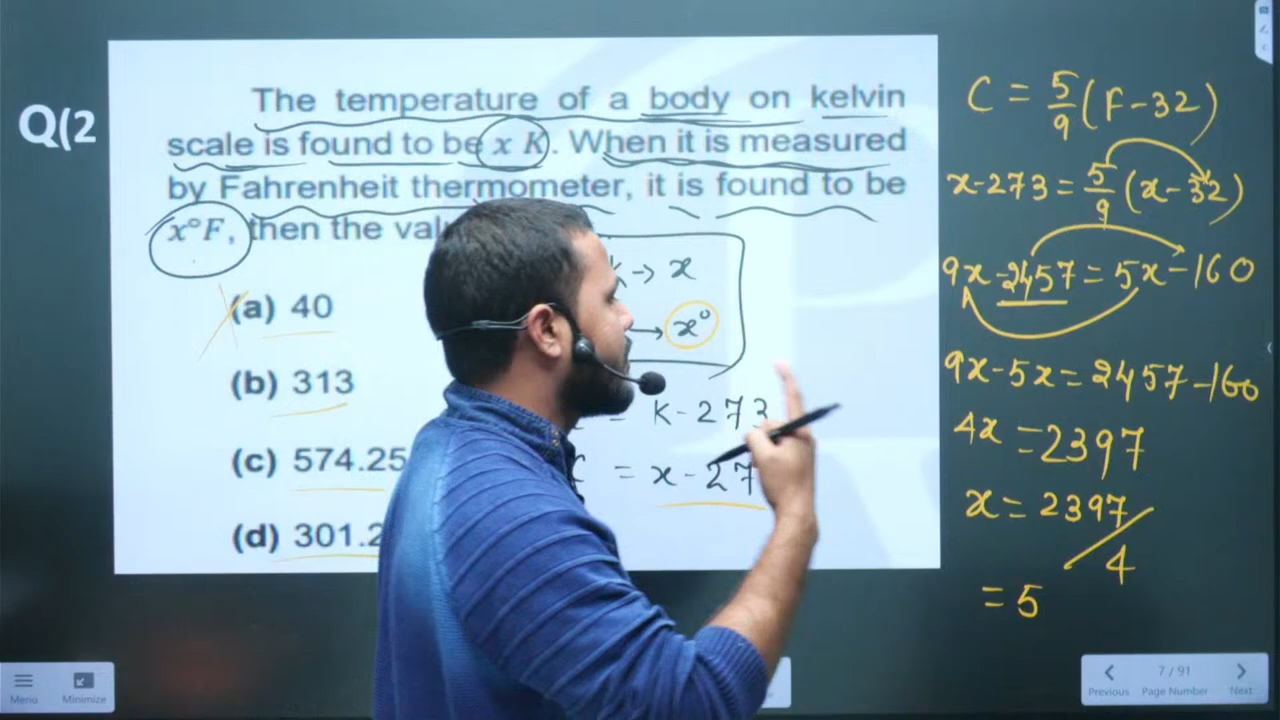 Q(2
The temperature of a body on kelvin
scale is found to be x K. When it is measured
by Fahrenheit thermometer, it is found to be
x°F, then the
(a) 40
(b) 313
(c) 574.25
(d) 301.2
→ x
→ x°
= K - 273
= x - 27
C = 5/9 (F - 32)
x - 273 = 5/9 (x - 32)
9x - 2457 = 5x - 160
9x - 5x = 2457 - 160
4x = 2397
x = 2397/4
= 5
Menu
Minimize
Previous
7 / 91
Page Number
Next